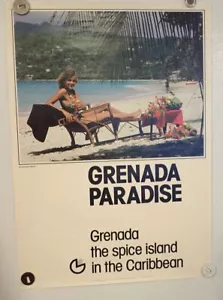 GRENADA
PARADISE
Grenada
the spice island
in the Caribbean